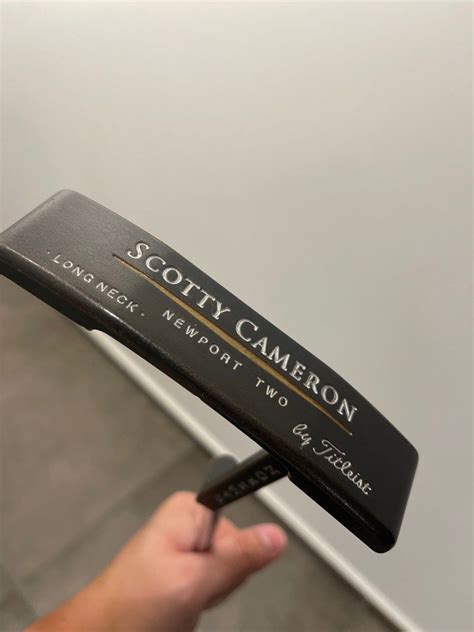 SCOTTY CAMERON
· LONG NECK · NEWPORT TWO
by Titleist